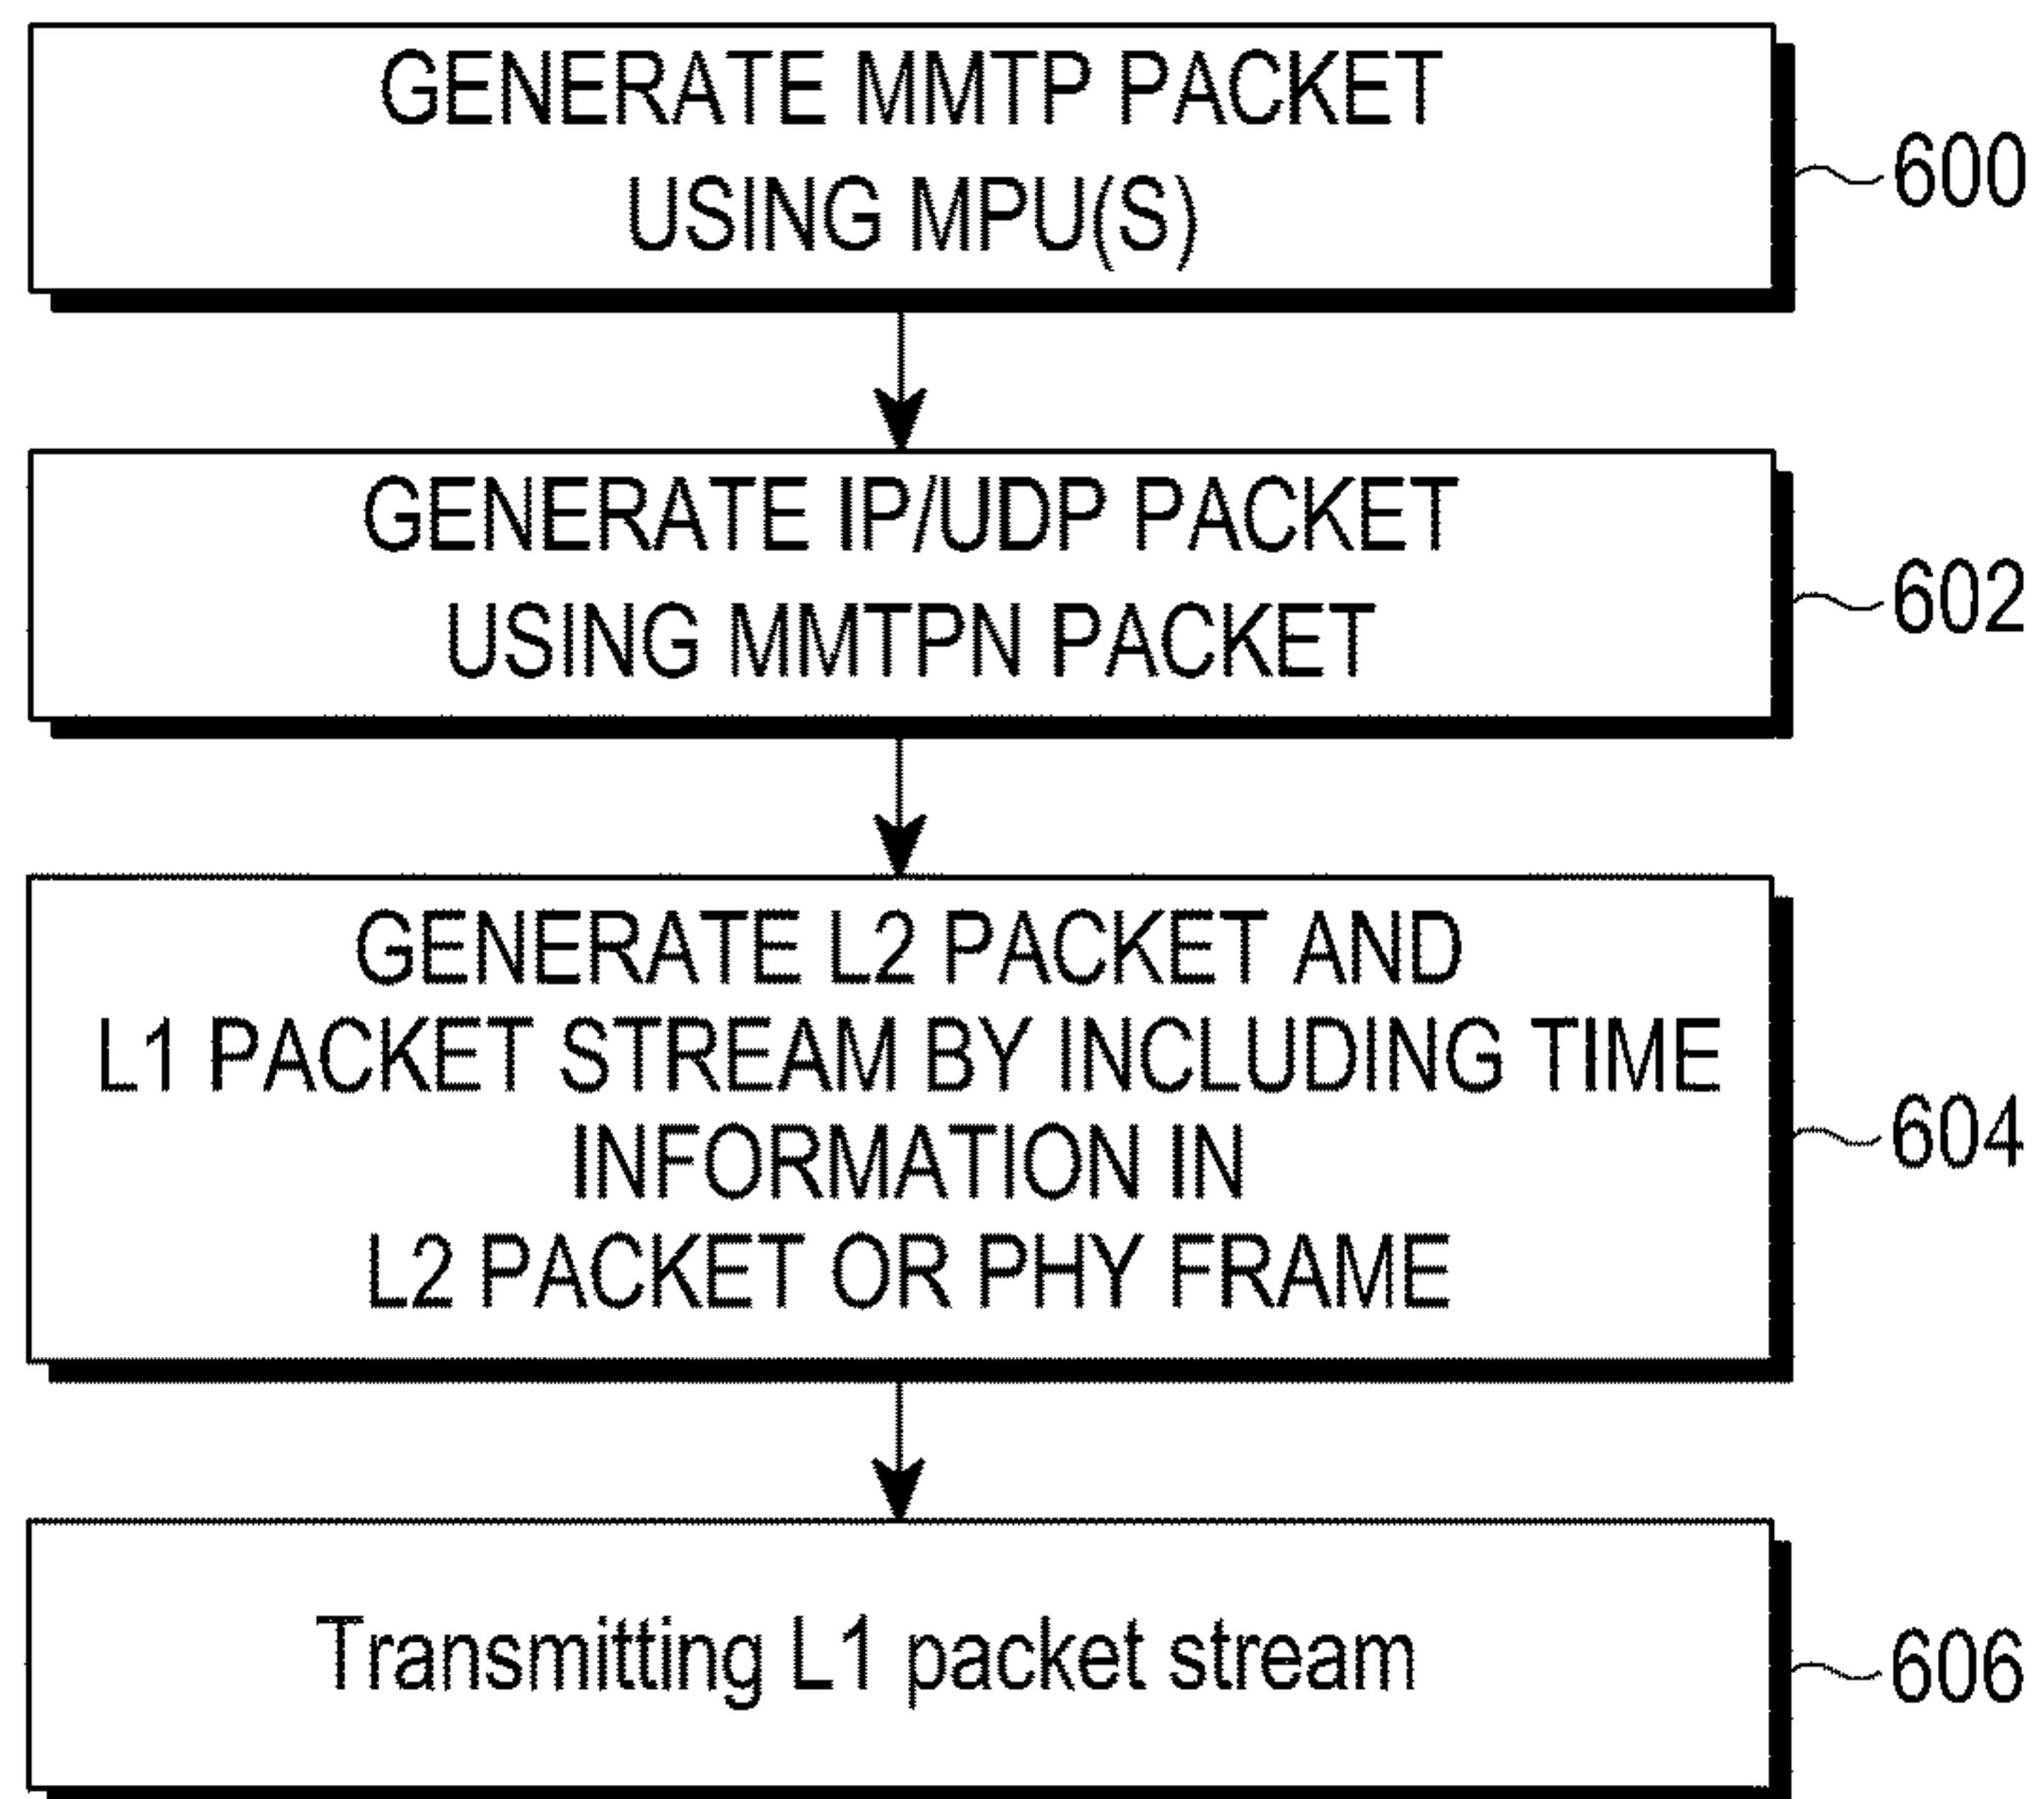 GENERATE MMTP PACKET
USING MPU(S)
600
GENERATE IP/UDP PACKET
USING MMTPN PACKET
602
GENERATE L2 PACKET AND
L1 PACKET STREAM BY INCLUDING TIME
INFORMATION IN
L2 PACKET OR PHY FRAME
604
Transmitting L1 packet stream
606